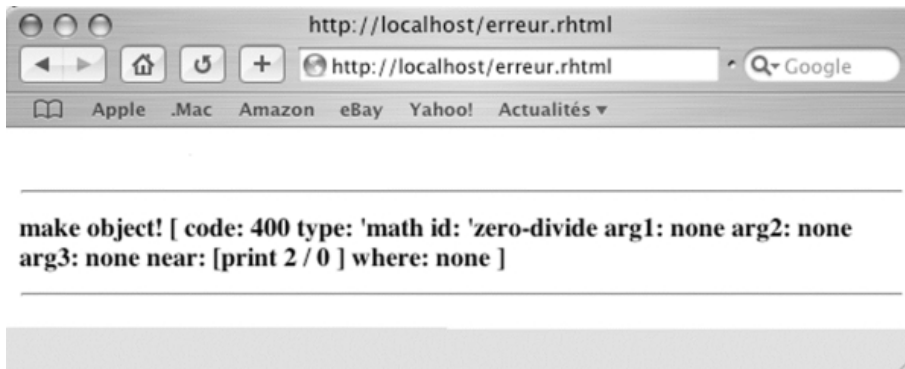 http://localhost/erreur.rhtml
http://localhost/erreur.rhtml Google
Apple .Mac Amazon eBay Yahoo! Actualités
make object! [ code: 400 type: 'math id: 'zero-divide arg1: none arg2: none
arg3: none near: [print 2 / 0 ] where: none ]